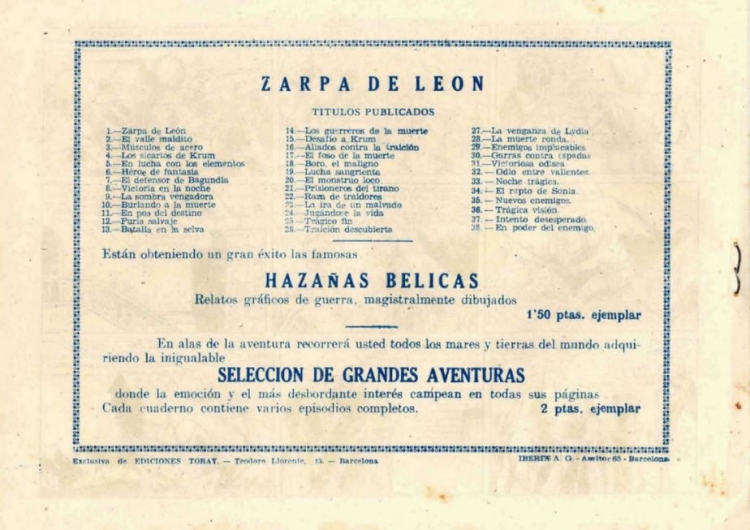 ZARPA DE LEON
TITULOS PUBLICADOS
1.—Zarpa de León
2.—El valle maldito
3.—Músculos de acero
4.—Los sicarios de Krum
5.—En lucha con los elementos
6.—Héroe de fantasía
7.—El defensor de Bagundia
8.—Victoria en la noche
9.—La sombra vengadora
10.—Burlando a la muerte
11.—En pos del destino
12.—Furia salvaje
13.—Batalla en la selva
14.—Los guerreros de la muerte
15.—Desafío a Krum
16.—Aliados contra la traición
17.—El foso de la muerte
18.—Boro, el maligno
19.—Lucha sangrienta
20.—El monstruo loco
21.—Prisioneros del tirano
22.—Raza de traidores
23.—La ira de un malvado
24.—Jugándose la vida
25.—Trágico fin
26.—Traición descubierta
27.—La venganza de Lydia
28.—La muerte ronda...
29.—Enemigos implacables
30.—Garras contra espadas
31.—Victoriosa odisea
32.—Odio entre valientes.
33.—Noche trágica.
34.—El rapto de Sonia.
35.—Nuevos enemigos.
36.—Trágica visión.
37.—Intento desesperado
38.—En poder del enemigo.
Están obteniendo un gran éxito las famosas
HAZAÑAS BELICAS
Relatos gráficos de guerra, magistralmente dibujados
1'50 ptas. ejemplar
En alas de la aventura recorrerá usted todos los mares y tierras del mundo adqui-
riendo la inigualable
SELECCION DE GRANDES AVENTURAS
donde la emoción y el más desbordante interés campean en todas sus páginas
Cada cuaderno contiene varios episodios completos.
2 ptas. ejemplar
Exclusiva de EDICIONES TORAY. — Teodoro Llorente, 13. — Barcelona
A. G. - 65 - Barcelona